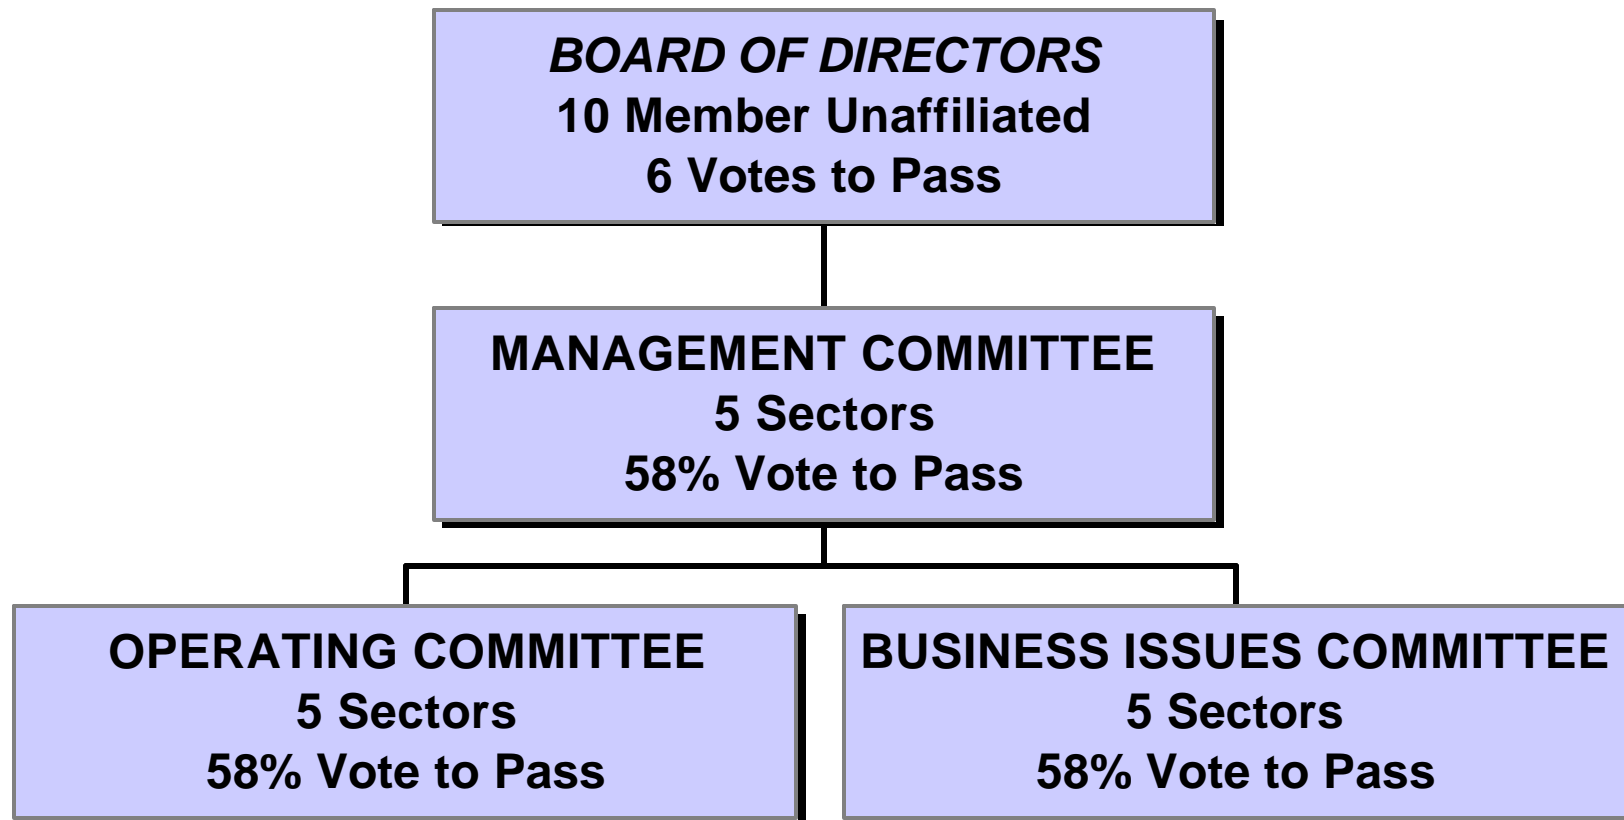 BOARD OF DIRECTORS
10 Member Unaffiliated
6 Votes to Pass
MANAGEMENT COMMITTEE
5 Sectors
58% Vote to Pass
OPERATING COMMITTEE
5 Sectors
58% Vote to Pass
BUSINESS ISSUES COMMITTEE
5 Sectors
58% Vote to Pass